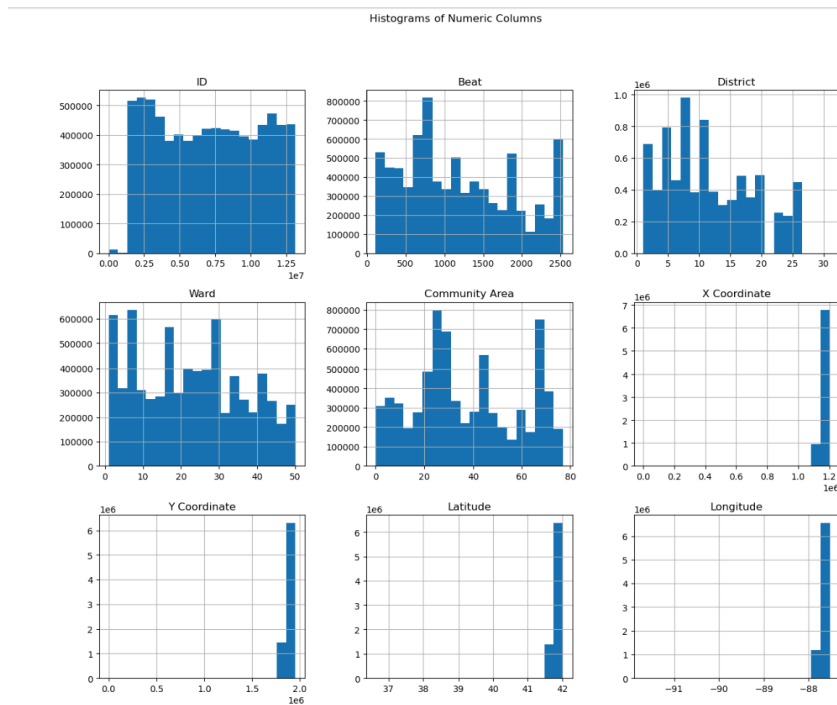 Histograms of Numeric Columns
ID
500000
400000
300000
200000
100000
0
0.0 0.2 0.50 0.75 1.00 1.25
1e7
Beat
800000
700000
600000
500000
400000
300000
200000
100000
0
0 500 1000 1500 2000 2500
District
1e6
1.0
0.8
0.6
0.4
0.2
0.0
0 5 10 15 20 25 30
Ward
600000
500000
400000
300000
200000
100000
0
0 10 20 30 40 50
Community Area
800000
700000
600000
500000
400000
300000
200000
100000
0
0 20 40 60 80
X Coordinate
1e6
7
6
5
4
3
2
1
0
0.0 0.2 0.4 0.6 0.8 1.0 1.2
1e6
Y Coordinate
1e6
6
5
4
3
2
1
0
0.0 0.5 1.0 1.5 2.0
1e6
Latitude
1e6
6
5
4
3
2
1
0
37 38 39 40 41 42
Longitude
1e6
6
5
4
3
2
1
0
−91 −90 −89 −88